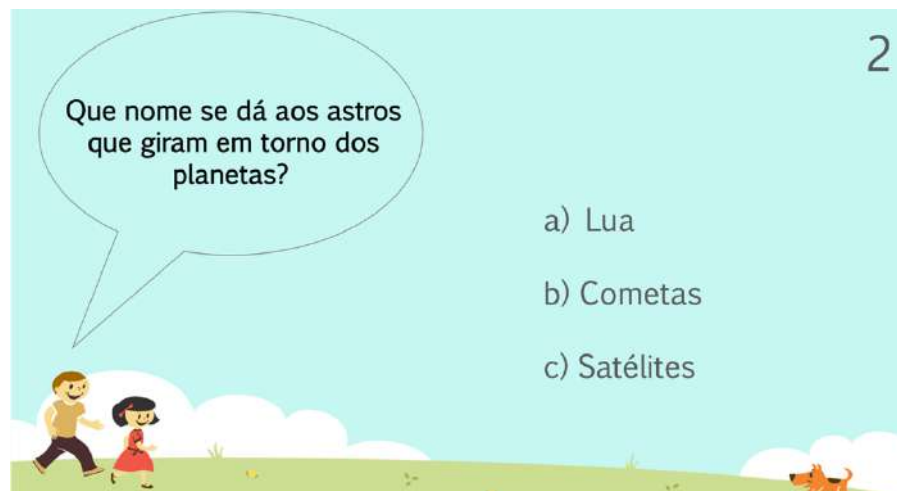 2
Que nome se dá aos astros
que giram em torno dos
planetas?
a) Lua
b) Cometas
c) Satélites